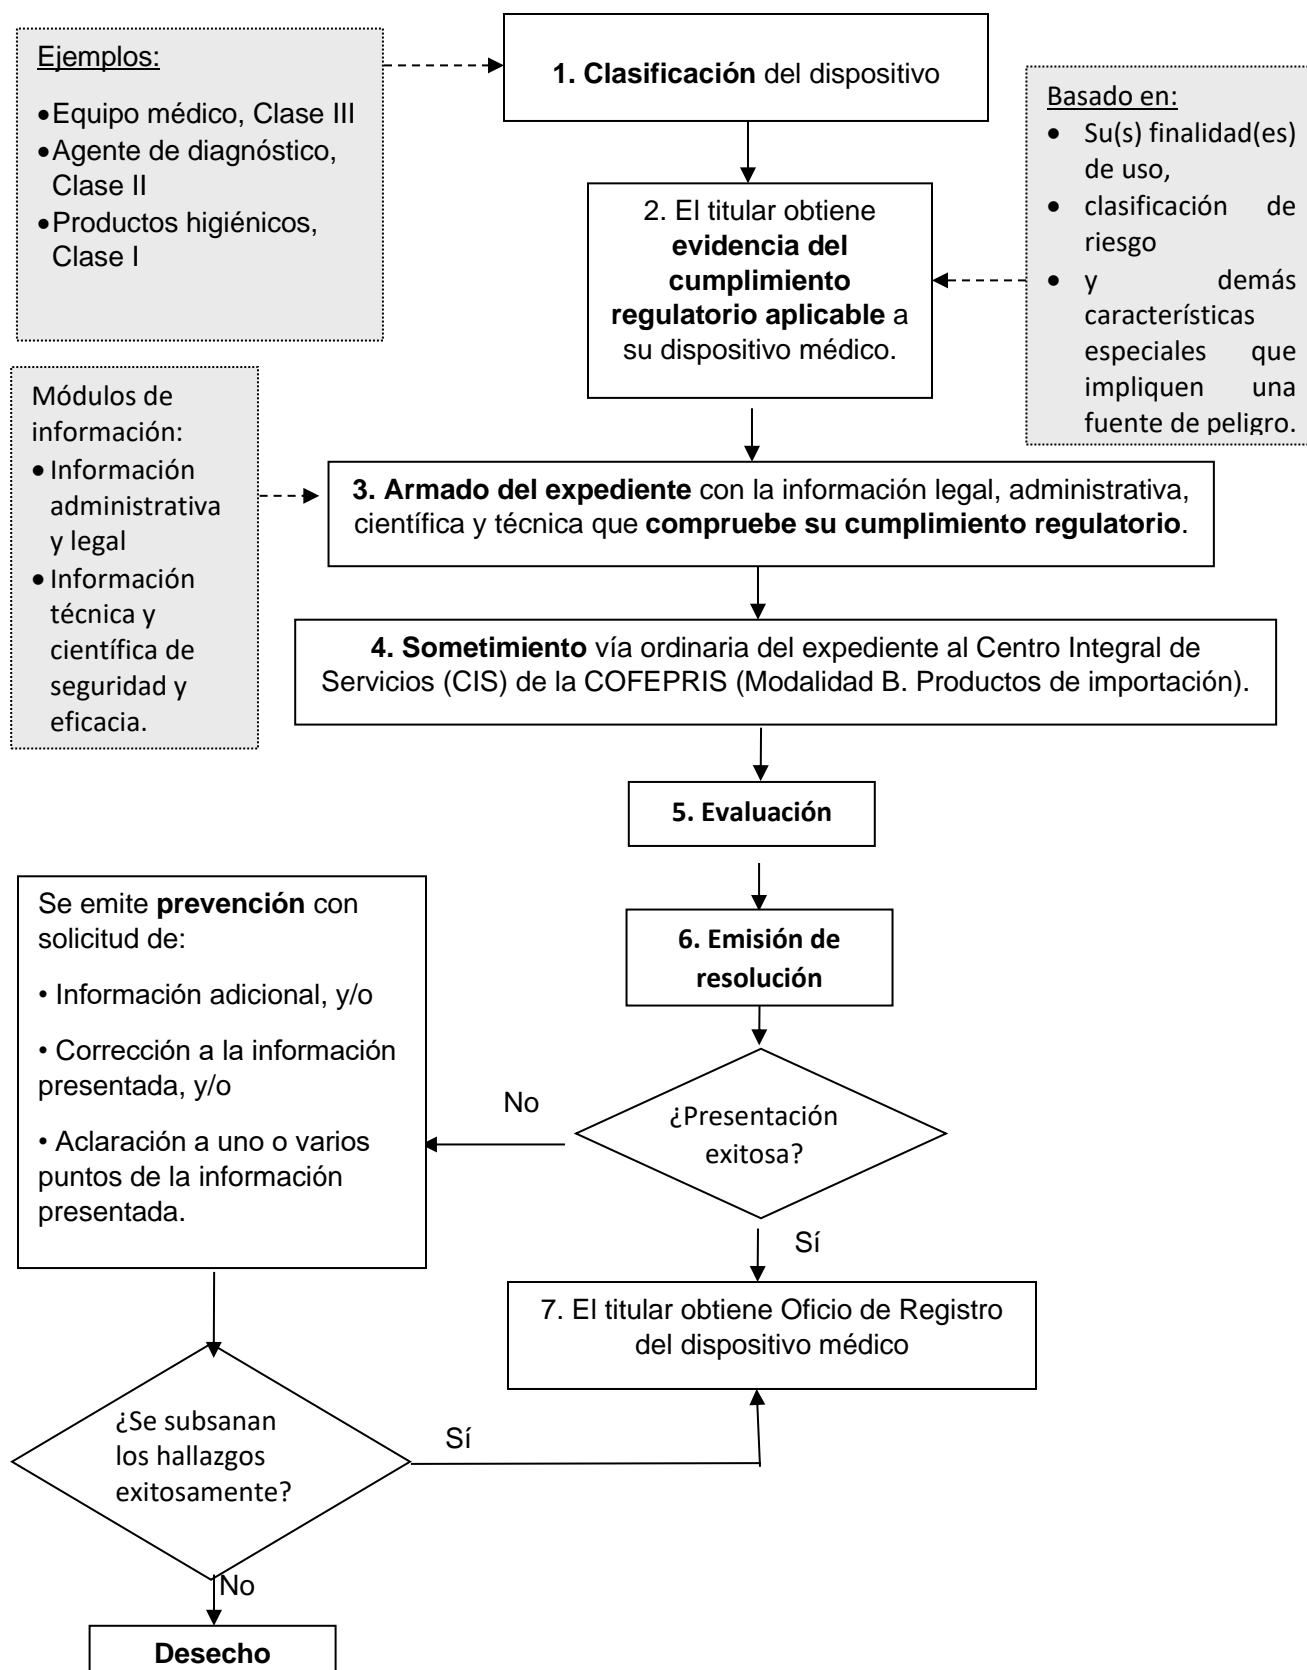 Ejemplos:
•Equipo médico, Clase III
•Agente de diagnóstico,
Clase II
•Productos higiénicos,
Clase I
1. Clasificación del dispositivo
Basado en:
• Su(s) finalidad(es)
de uso,
• clasificación de
riesgo
• y demás
características
especiales que
impliquen una
fuente de peligro.
2. El titular obtiene
evidencia del
cumplimiento
regulatorio aplicable a
su dispositivo médico.
Módulos de
información:
• Información
administrativa
y legal
• Información
técnica y
científica de
seguridad y
eficacia.
3. Armado del expediente con la información legal, administrativa,
científica y técnica que compruebe su cumplimiento regulatorio.
4. Sometimiento vía ordinaria del expediente al Centro Integral de
Servicios (CIS) de la COFEPRIS (Modalidad B. Productos de importación).
5. Evaluación
6. Emisión de
resolución
Se emite prevención con
solicitud de:
• Información adicional, y/o
• Corrección a la información
presentada, y/o
• Aclaración a uno o varios
puntos de la información
presentada.
No
¿Presentación
exitosa?
Sí
7. El titular obtiene Oficio de Registro
del dispositivo médico
¿Se subsanan
los hallazgos
exitosamente?
Sí
No
Desecho